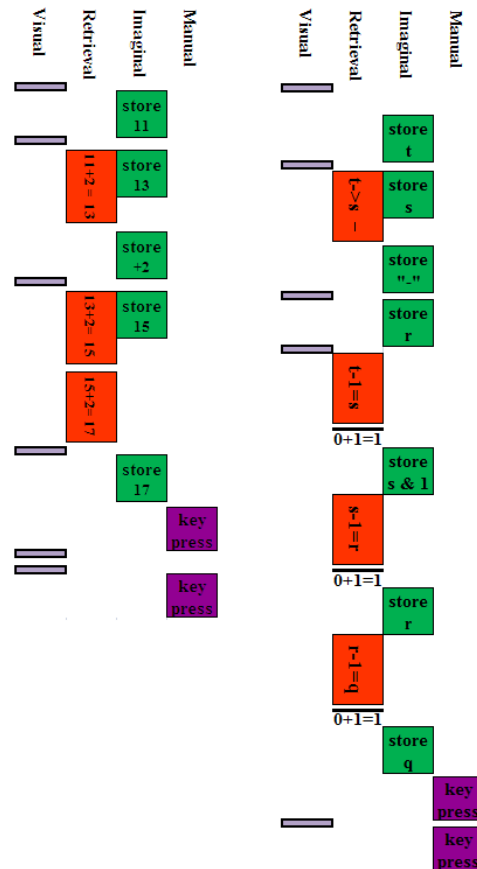 Visual
Retrieval
Imaginal
Manual
store
11
store
13
11+2 = 13
store
+2
store
15
13+2= 15
15+2= 17
store
17
key
press
key
press
Visual
Retrieval
Imaginal
Manual
store
t
store
s
t->s –
store
"-"
store
r
t-1=s
0+1=1
store
s & 1
s-1=r
0+1=1
store
r
r-1=q
0+1=1
store
q
key
press
key
press